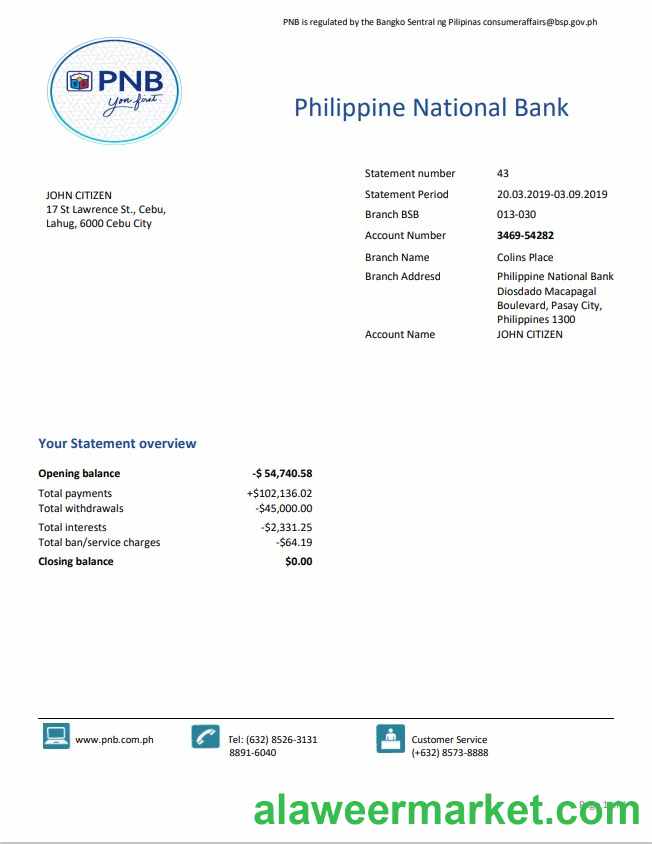 PNB is regulated by the Bangko Sentral ng Pilipinas consumeraffairs@bsp.gov.ph
PNB
You first.
Philippine National Bank
JOHN CITIZEN
17 St Lawrence St., Cebu,
Lahug, 6000 Cebu City
Statement number 43
Statement Period 20.03.2019-03.09.2019
Branch BSB 013-030
Account Number 3469-54282
Branch Name Colins Place
Branch Addresd Philippine National Bank
Diosdado Macapagal
Boulevard, Pasay City,
Philippines 1300
Account Name JOHN CITIZEN
Your Statement overview
Opening balance -$ 54,740.58
Total payments +$102,136.02
Total withdrawals -$45,000.00
Total interests -$2,331.25
Total ban/service charges -$64.19
Closing balance $0.00
www.pnb.com.ph
Tel: (632) 8526-3131
8891-6040
Customer Service
(+632) 8573-8888
alaweermarket.com